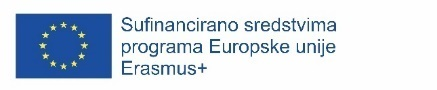 Sufinancirano sredstvima
programa Europske unije
Erasmus+